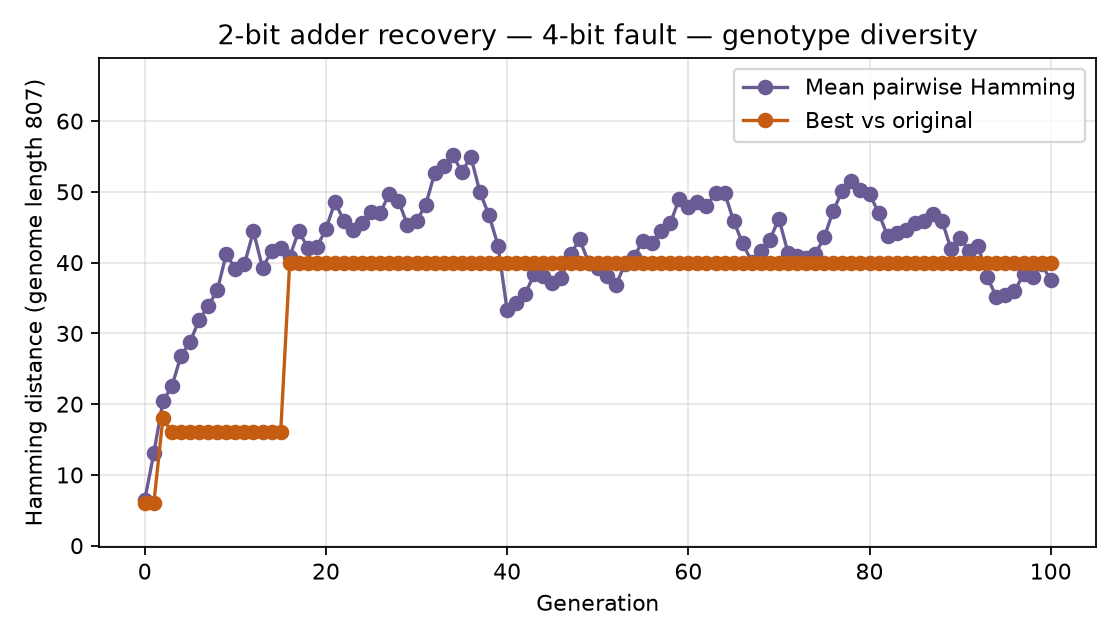 2-bit adder recovery — 4-bit fault — genotype diversity
Mean pairwise Hamming
Best vs original
Hamming distance (genome length 807)
60
50
40
30
20
10
0
0 20 40 60 80 100
Generation